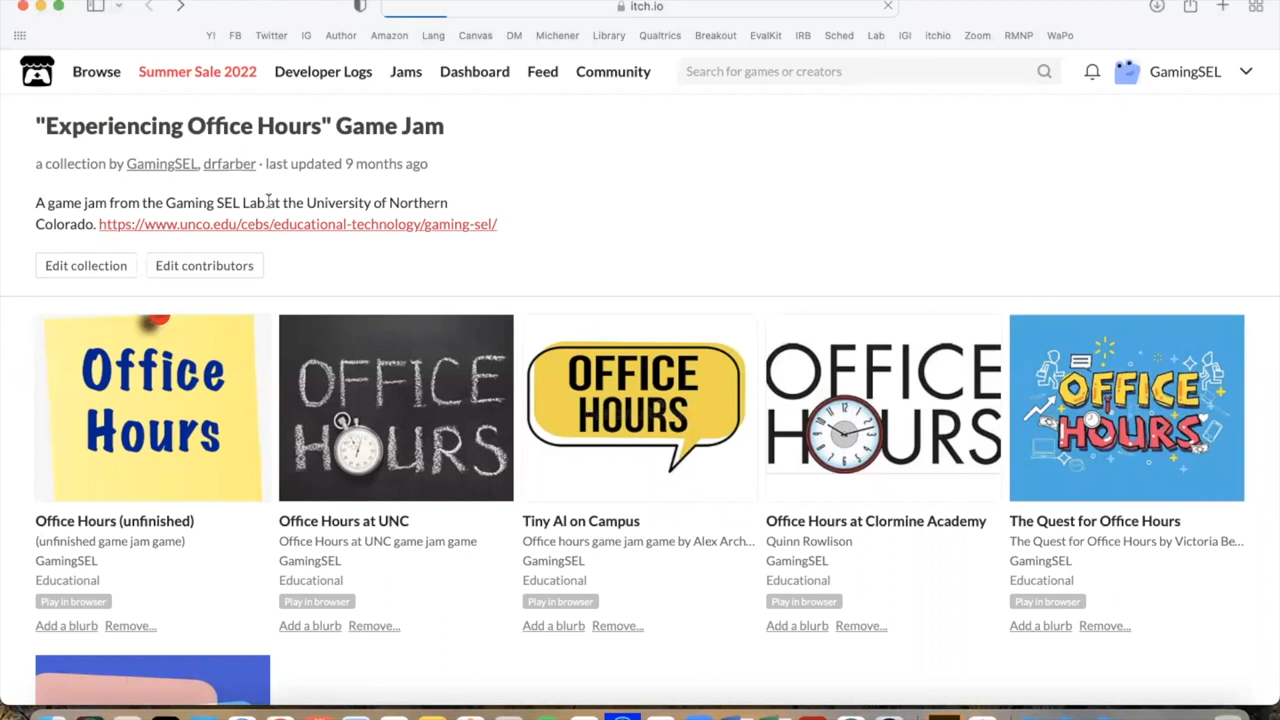 itch.io
Y! FB Twitter IG Author Amazon Lang Canvas DM Michener Library Qualtrics Breakout EvalKit IRB Sched Lab IGI itchio Zoom RMNP WaPo
Browse Summer Sale 2022 Developer Logs Jams Dashboard Feed Community Search for games or creators GamingSEL
"Experiencing Office Hours" Game Jam
a collection by GamingSEL, drfarber · last updated 9 months ago
A game jam from the Gaming SEL Lab at the University of Northern
Colorado. https://www.unco.edu/cebs/educational-technology/gaming-sel/
Edit collection Edit contributors
Office
Hours
OFFICE
HOURS
OFFICE
HOURS
OFFICE
HOURS
OFFICE
HOURS
Office Hours (unfinished) Office Hours at UNC Tiny AI on Campus Office Hours at Clormine Academy The Quest for Office Hours
(unfinished game jam game) Office Hours at UNC game jam game Office hours game jam game by Alex Arch... Quinn Rowlison The Quest for Office Hours by Victoria Be...
GamingSEL GamingSEL GamingSEL GamingSEL GamingSEL
Educational Educational Educational Educational Educational
Play in browser Play in browser Play in browser Play in browser Play in browser
Add a blurb Remove... Add a blurb Remove... Add a blurb Remove... Add a blurb Remove... Add a blurb Remove...